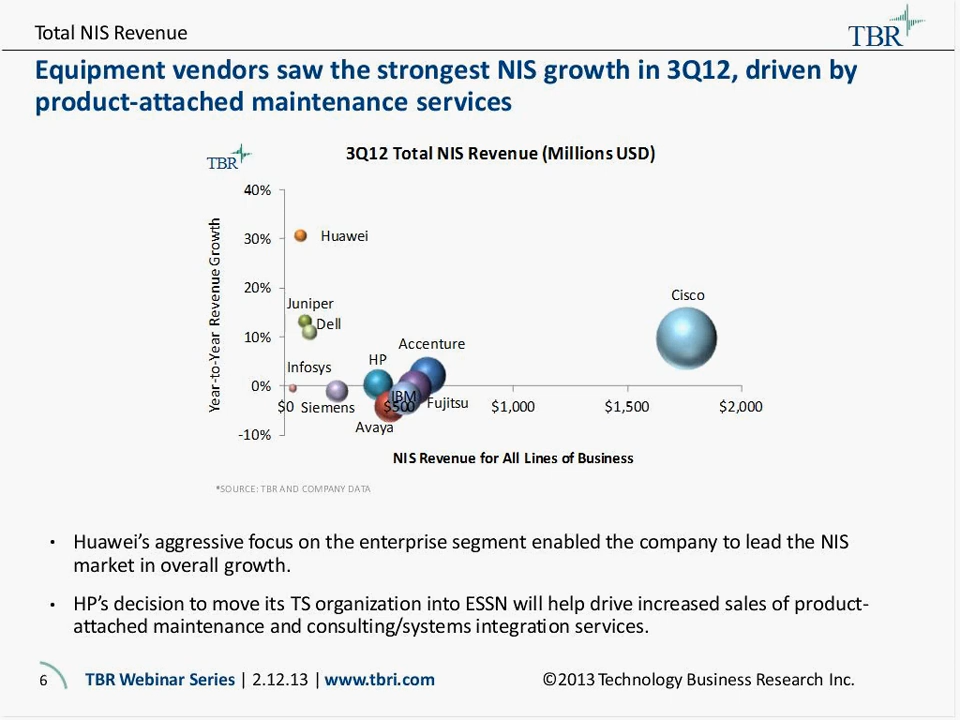 Total NIS Revenue
TBR
Equipment vendors saw the strongest NIS growth in 3Q12, driven by
product-attached maintenance services
TBR
3Q12 Total NIS Revenue (Millions USD)
Year-to-Year Revenue Growth
40%
30%
20%
10%
0%
-10%
Huawei
Cisco
Juniper
Dell
Accenture
HP
Infosys
IBM
Siemens
Fujitsu
Avaya
$0
$500
$1,000
$1,500
$2,000
NIS Revenue for All Lines of Business
*SOURCE: TBR AND COMPANY DATA
• Huawei’s aggressive focus on the enterprise segment enabled the company to lead the NIS
market in overall growth.
• HP’s decision to move its TS organization into ESSN will help drive increased sales of product-
attached maintenance and consulting/systems integration services.
6 TBR Webinar Series | 2.12.13 | www.tbri.com ©2013 Technology Business Research Inc.